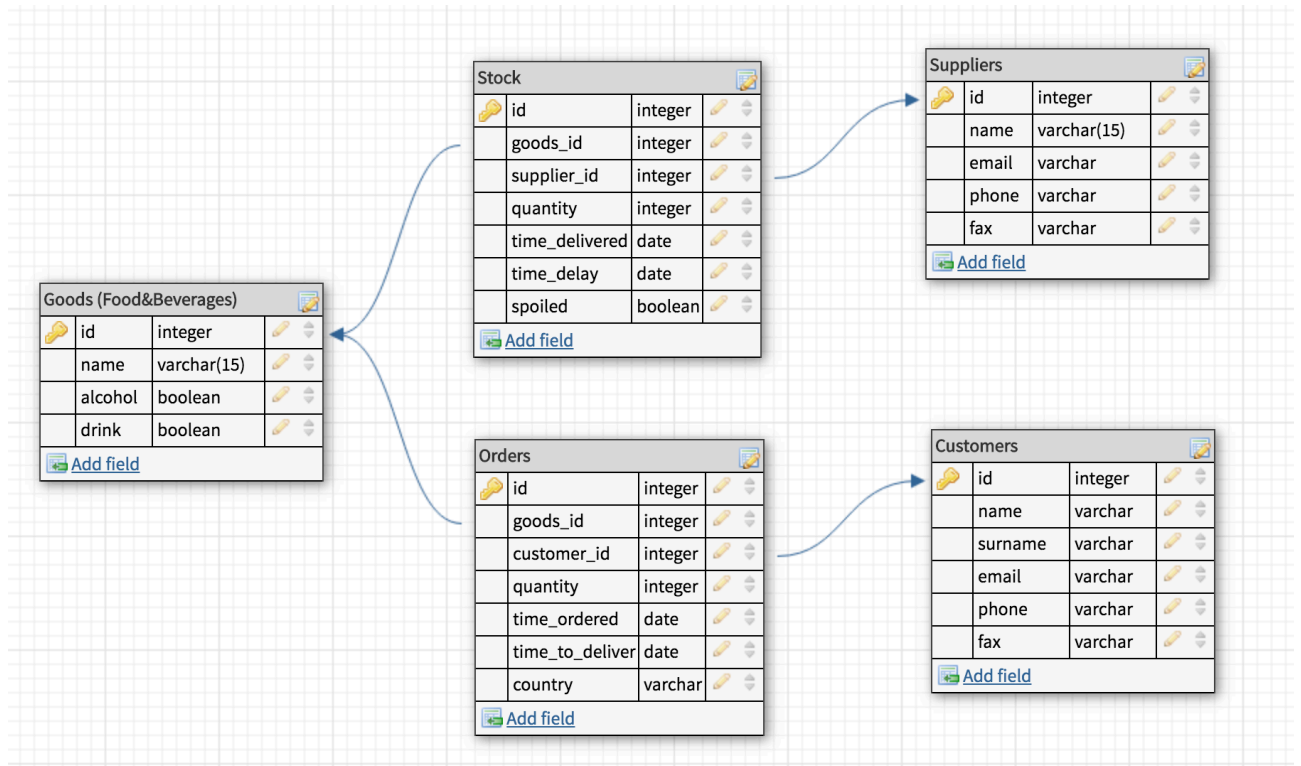 Stock
id integer
goods_id integer
supplier_id integer
quantity integer
time_delivered date
time_delay date
spoiled boolean
Add field
Suppliers
id integer
name varchar(15)
email varchar
phone varchar
fax varchar
Add field
Goods (Food&Beverages)
id integer
name varchar(15)
alcohol boolean
drink boolean
Add field
Orders
id integer
goods_id integer
customer_id integer
quantity integer
time_ordered date
time_to_deliver date
country varchar
Add field
Customers
id integer
name varchar
surname varchar
email varchar
phone varchar
fax varchar
Add field